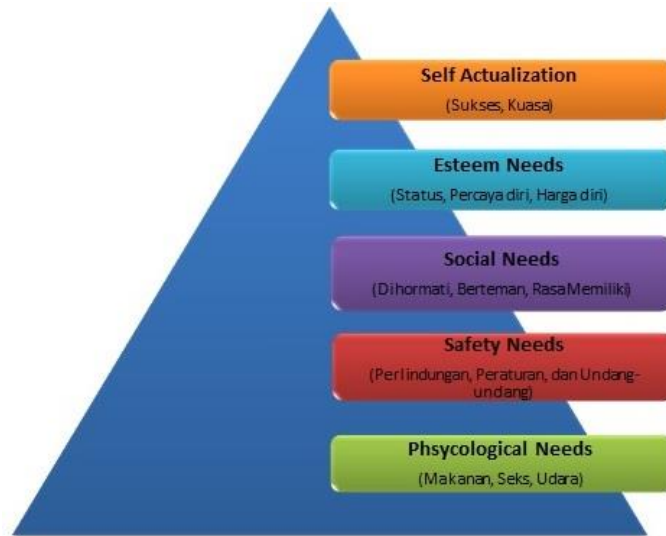 Self Actualization
(Sukses, Kuasa)
Esteem Needs
(Status, Percaya diri, Harga diri)
Social Needs
(Dihormati, Berteman, Rasa Memiliki)
Safety Needs
(Perlindungan, Peraturan, dan Undang-
undang)
Phsycological Needs
(Makanan, Seks, Udara)